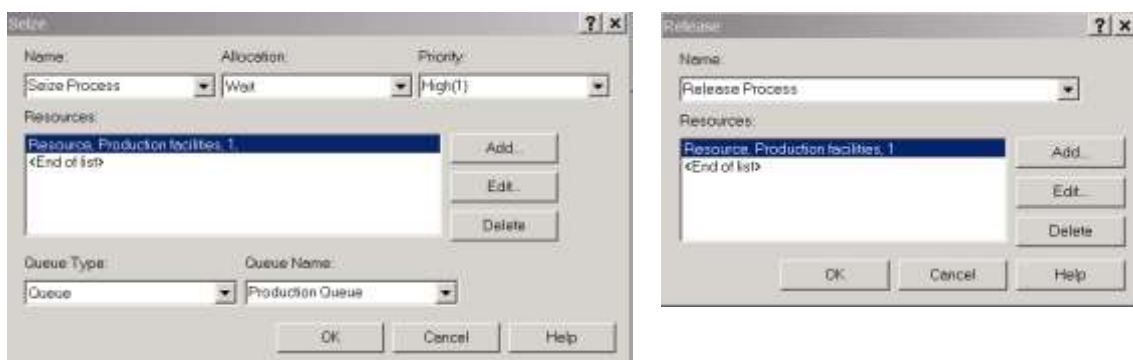 Seize
Name: Allocation: Priority:
Seize Process Wait High(1)
Resources:
Resource, Production facilities, 1,
<End of list>
Add...
Edit...
Delete
Queue Type: Queue Name:
Queue Production Queue
OK Cancel Help
Release
Name:
Release Process
Resources:
Resource, Production facilities, 1
<End of list>
Add...
Edit...
Delete
OK Cancel Help